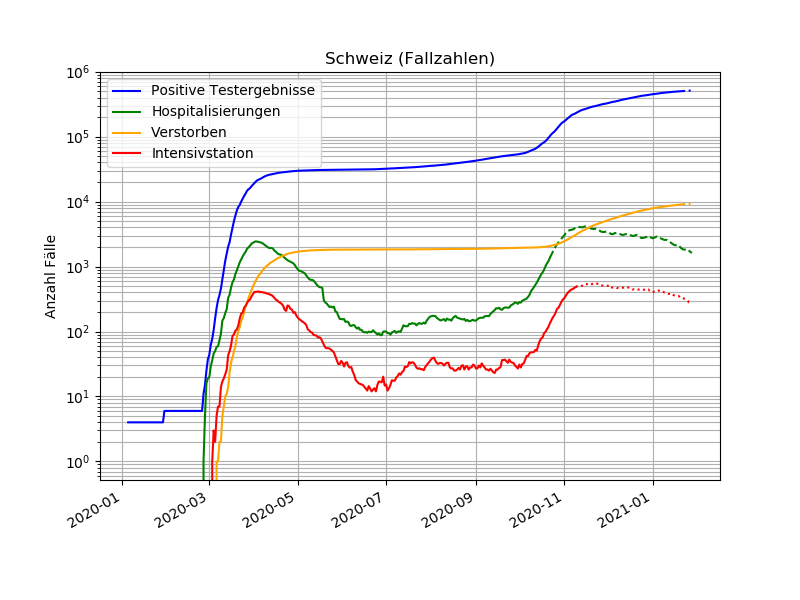 Schweiz (Fallzahlen)
Anzahl Fälle
10^6
10^5
10^4
10^3
10^2
10^1
10^0
Positive Testergebnisse
Hospitalisierungen
Verstorben
Intensivstation
2020-01
2020-03
2020-05
2020-07
2020-09
2020-11
2021-01